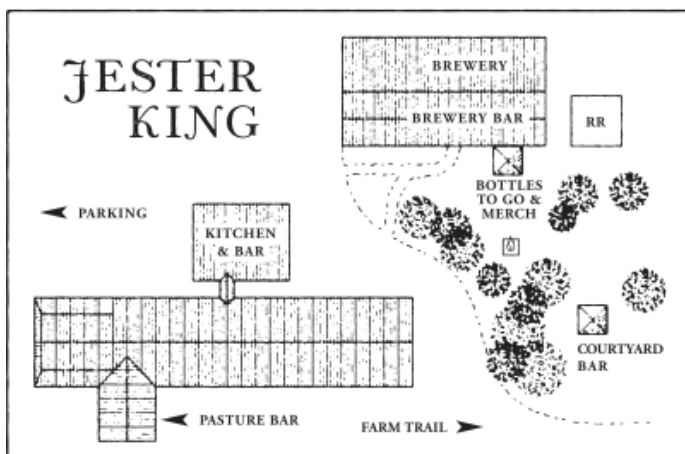 JESTER
KING
BREWERY
BREWERY BAR
RR
BOTTLES
TO GO &
MERCH
PARKING
KITCHEN
& BAR
COURTYARD
BAR
PASTURE BAR
FARM TRAIL